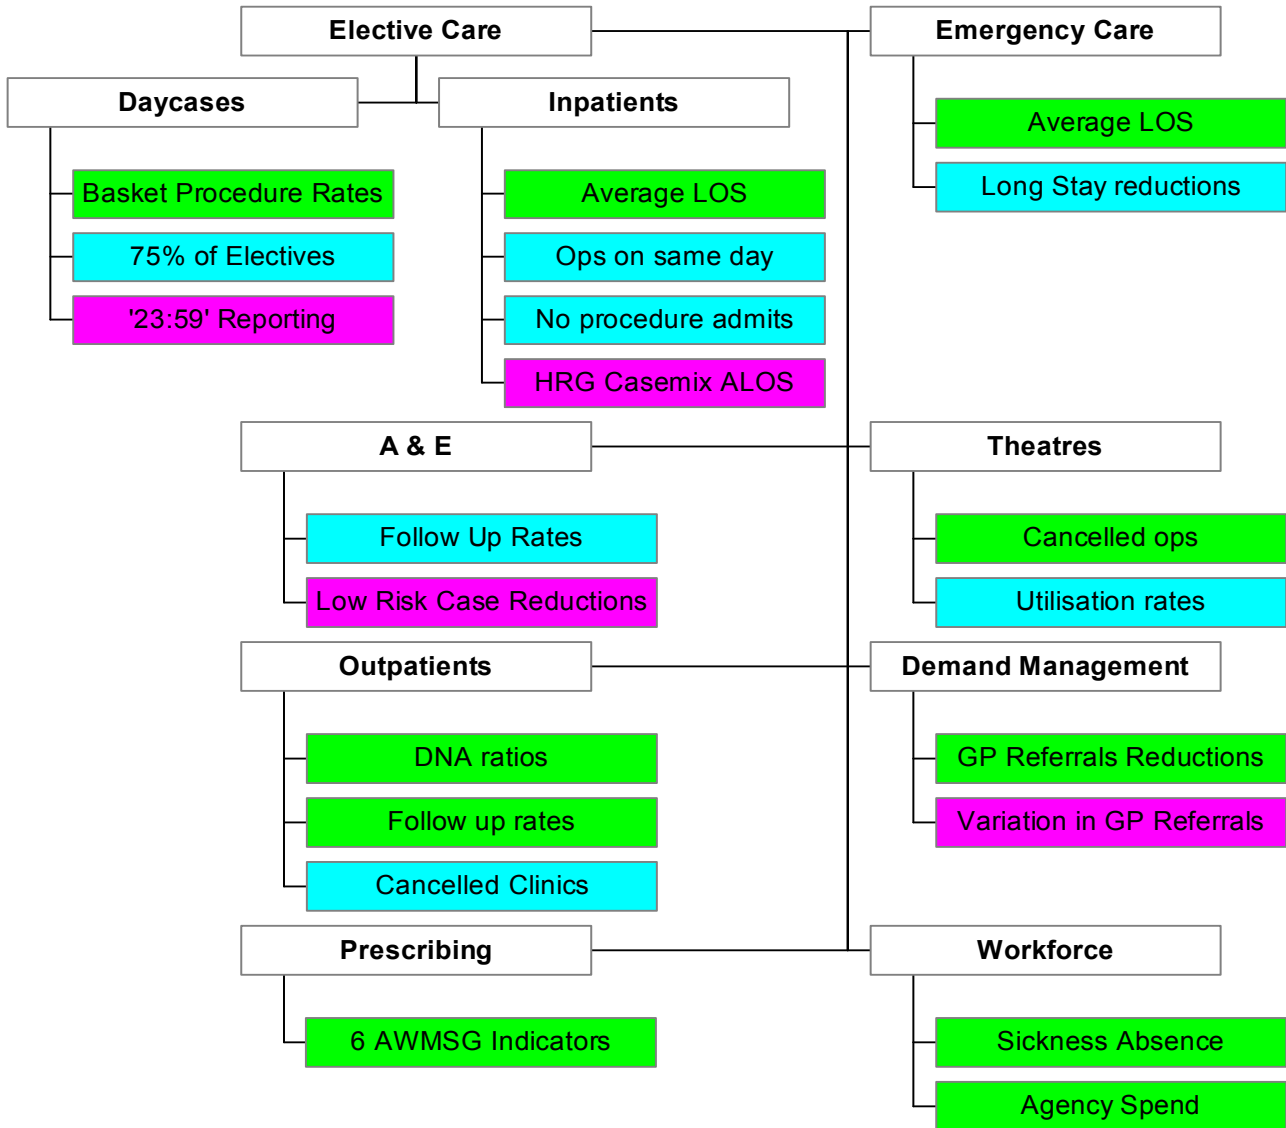 Elective Care
Emergency Care
Daycases
Inpatients
Average LOS
Long Stay reductions
Basket Procedure Rates
75% of Electives
'23:59' Reporting
Average LOS
Ops on same day
No procedure admits
HRG Casemix ALOS
A & E
Theatres
Follow Up Rates
Low Risk Case Reductions
Cancelled ops
Utilisation rates
Outpatients
Demand Management
DNA ratios
Follow up rates
Cancelled Clinics
GP Referrals Reductions
Variation in GP Referrals
Prescribing
Workforce
6 AWMSG Indicators
Sickness Absence
Agency Spend